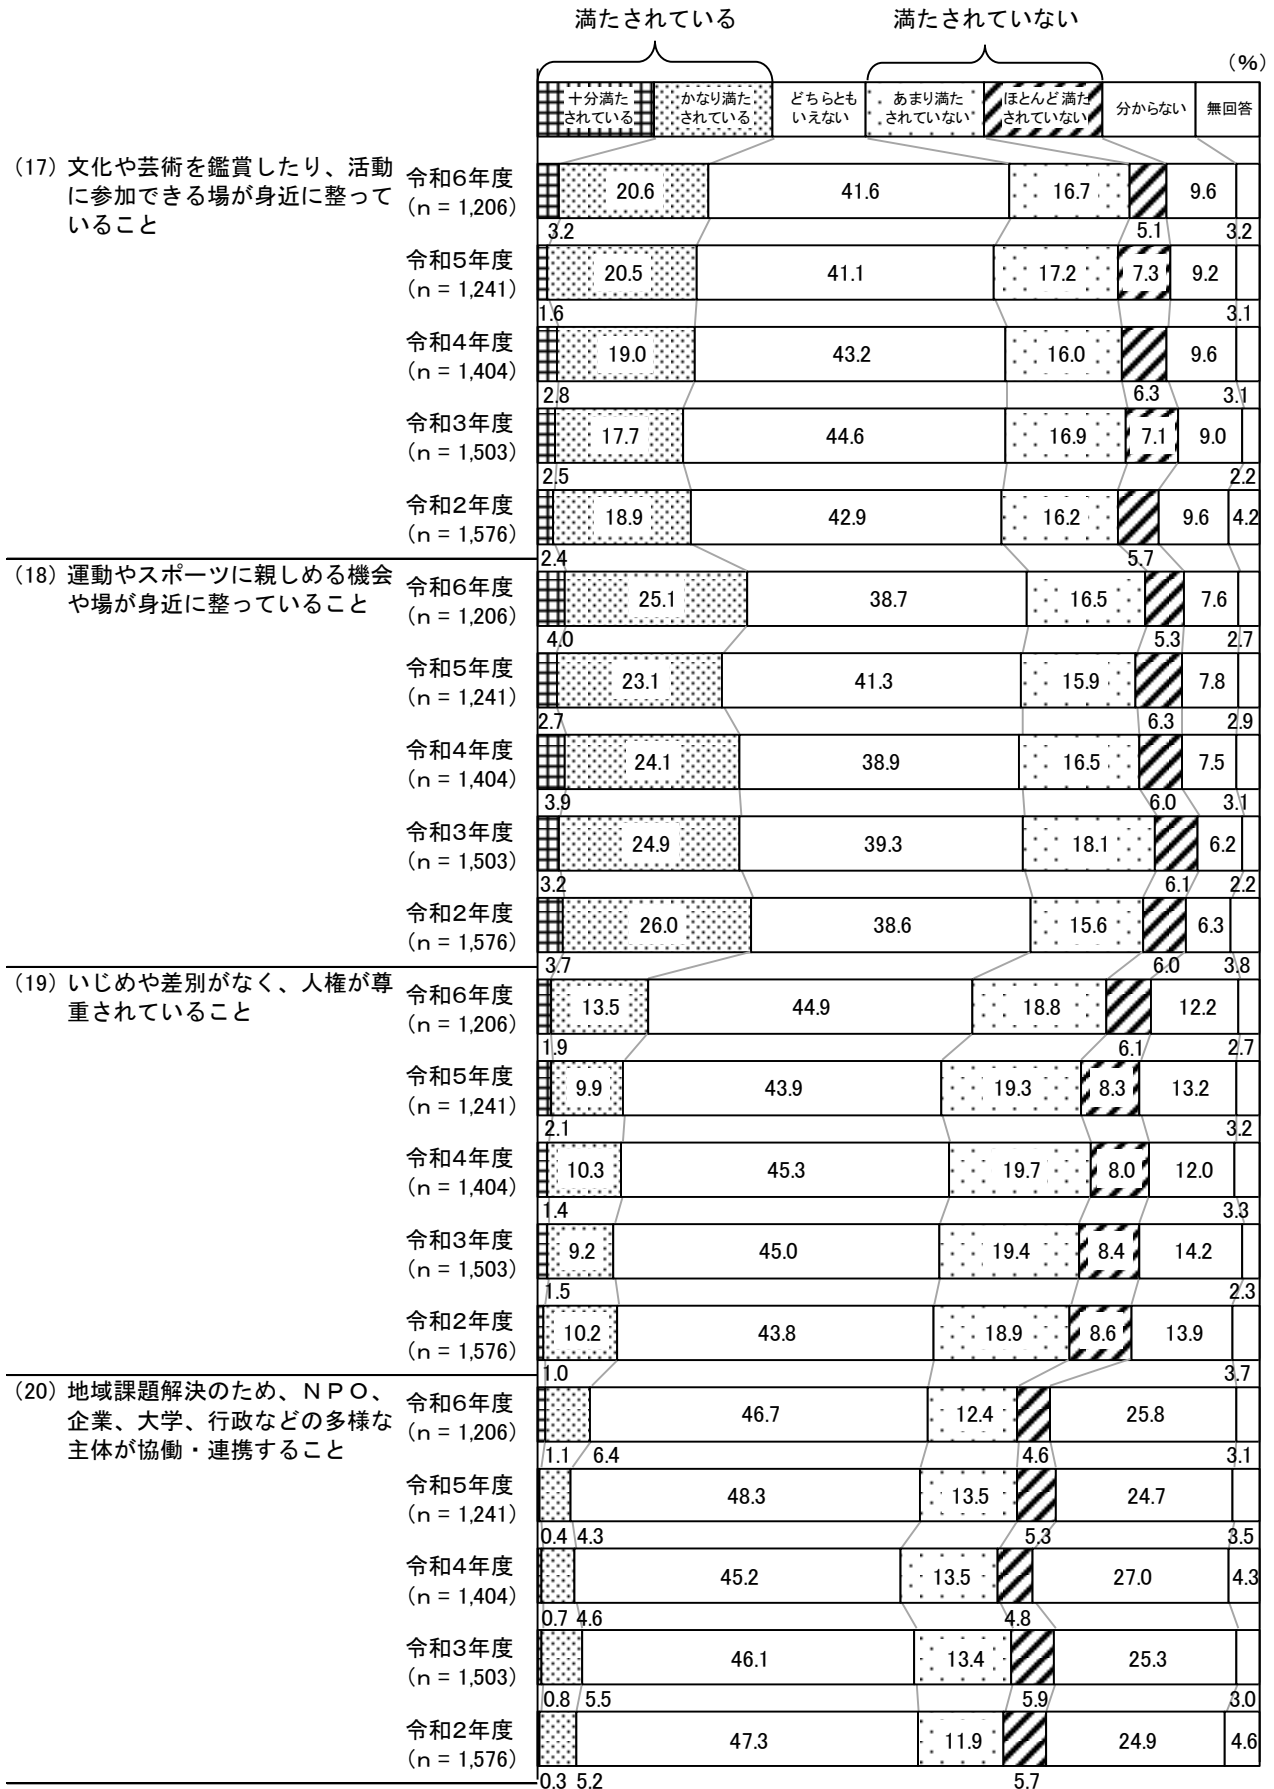 満たされている 満たされていない
(%)
十分満たされている かなり満たされている どちらともいえない あまり満たされていない ほとんど満たされていない 分からない 無回答
(17) 文化や芸術を鑑賞したり、活動
に参加できる場が身近に整って
いること
令和6年度
(n = 1,206)
20.6 41.6 16.7 9.6
3.2 5.1 3.2
令和5年度
(n = 1,241)
20.5 41.1 17.2 7.3 9.2
1.6 3.1
令和4年度
(n = 1,404)
19.0 43.2 16.0 9.6
2.8 6.3 3.1
令和3年度
(n = 1,503)
17.7 44.6 16.9 7.1 9.0
2.5 2.2
令和2年度
(n = 1,576)
18.9 42.9 16.2 9.6 4.2
2.4 5.7
(18) 運動やスポーツに親しめる機会
や場が身近に整っていること
令和6年度
(n = 1,206)
25.1 38.7 16.5 7.6
4.0 5.3 2.7
令和5年度
(n = 1,241)
23.1 41.3 15.9 7.8
2.7 6.3 2.9
令和4年度
(n = 1,404)
24.1 38.9 16.5 7.5
3.9 6.0 3.1
令和3年度
(n = 1,503)
24.9 39.3 18.1 6.2
3.2 6.1 2.2
令和2年度
(n = 1,576)
26.0 38.6 15.6 6.3
3.7 6.0 3.8
(19) いじめや差別がなく、人権が尊
重されていること
令和6年度
(n = 1,206)
13.5 44.9 18.8 12.2
1.9 6.1 2.7
令和5年度
(n = 1,241)
9.9 43.9 19.3 8.3 13.2
2.1 3.2
令和4年度
(n = 1,404)
10.3 45.3 19.7 8.0 12.0
1.4 3.3
令和3年度
(n = 1,503)
9.2 45.0 19.4 8.4 14.2
1.5 2.3
令和2年度
(n = 1,576)
10.2 43.8 18.9 8.6 13.9
1.0 3.7
(20) 地域課題解決のため、ＮＰＯ、
企業、大学、行政などの多様な
主体が協働・連携すること
令和6年度
(n = 1,206)
46.7 12.4 25.8
1.1 6.4 4.6 3.1
令和5年度
(n = 1,241)
48.3 13.5 24.7
0.4 4.3 5.3 3.5
令和4年度
(n = 1,404)
45.2 13.5 27.0 4.3
0.7 4.6 4.8
令和3年度
(n = 1,503)
46.1 13.4 25.3
0.8 5.5 5.9 3.0
令和2年度
(n = 1,576)
47.3 11.9 24.9 4.6
0.3 5.2 5.7